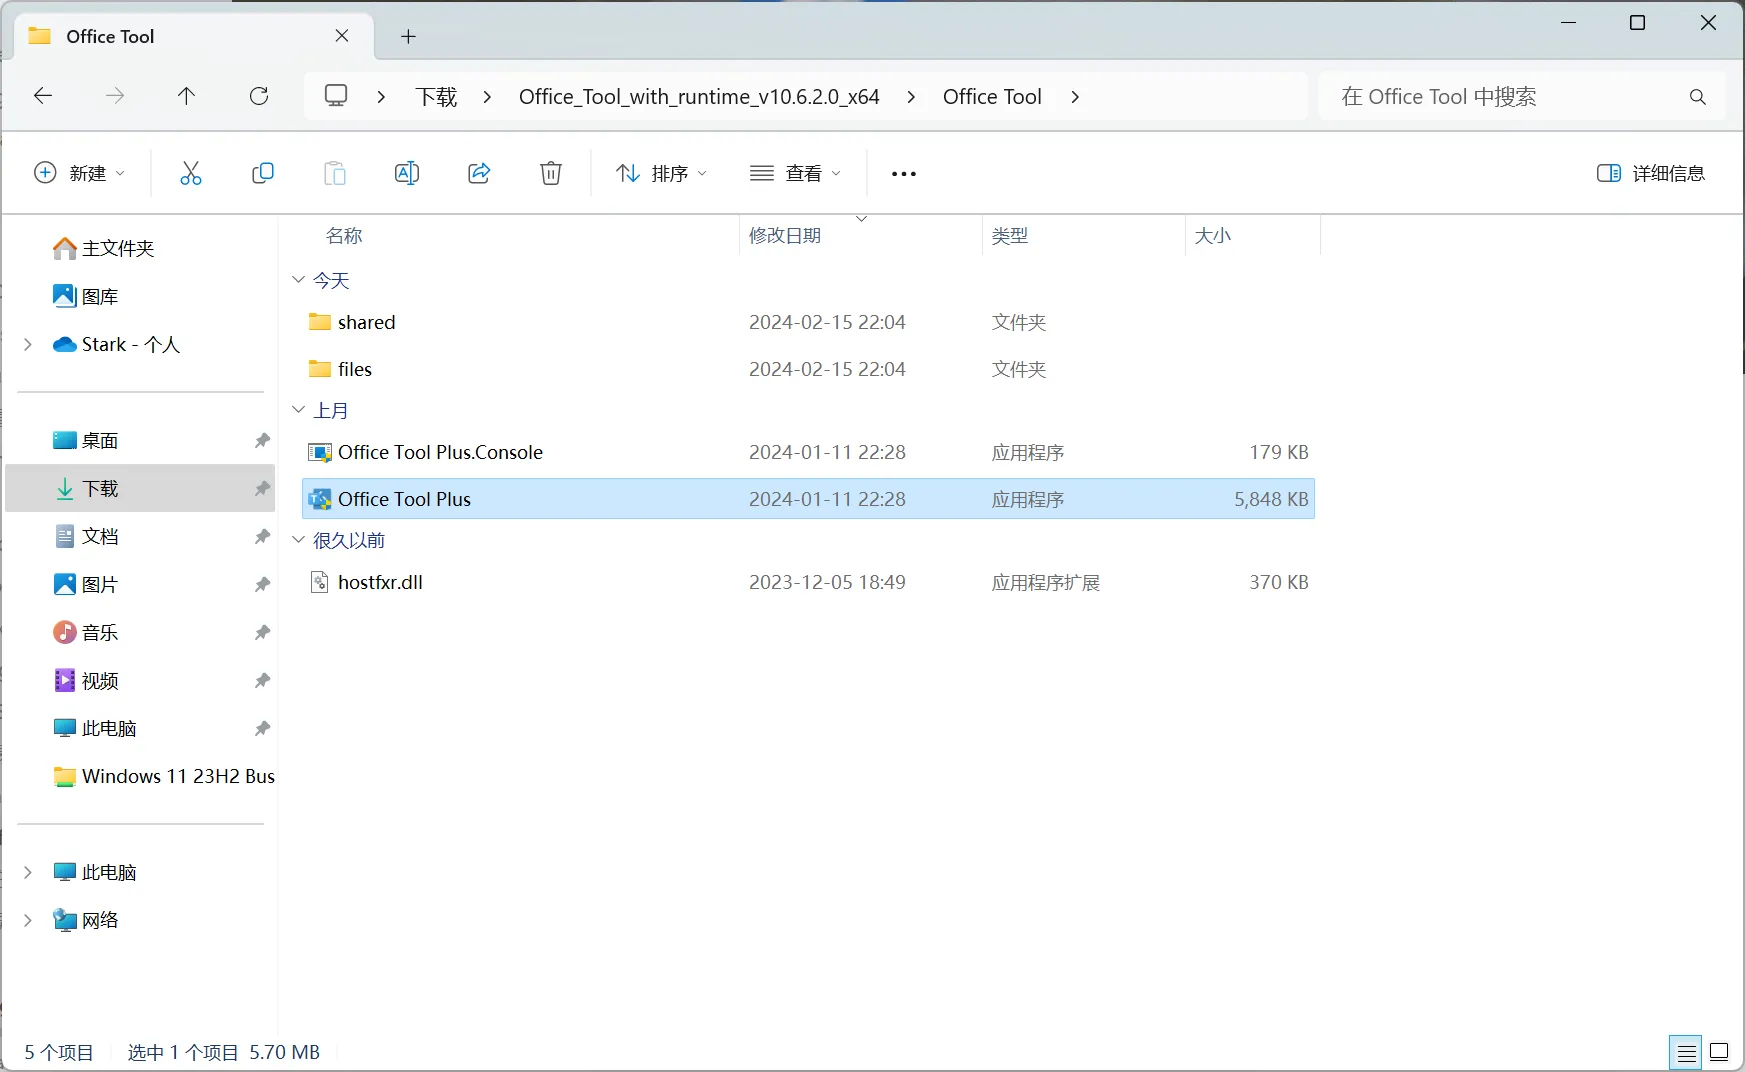 Office Tool
下载 Office_Tool_with_runtime_v10.6.2.0_x64 Office Tool 在 Office Tool 中搜索
新建 排序 查看 详细信息
主文件夹
图库
Stark - 个人
桌面
下载
文档
图片
音乐
视频
此电脑
Windows 11 23H2 Bus
此电脑
网络
名称 修改日期 类型 大小
今天
shared 2024-02-15 22:04 文件夹
files 2024-02-15 22:04 文件夹
上月
Office Tool Plus.Console 2024-01-11 22:28 应用程序 179 KB
Office Tool Plus 2024-01-11 22:28 应用程序 5,848 KB
很久以前
hostfxr.dll 2023-12-05 18:49 应用程序扩展 370 KB
5 个项目 选中 1 个项目 5.70 MB